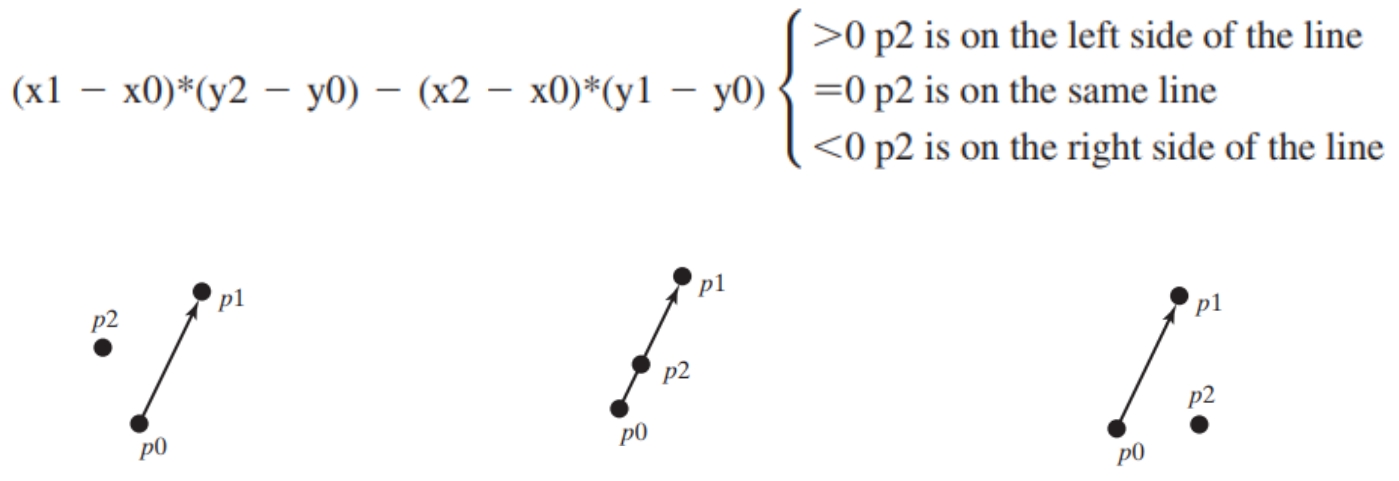 >0 p2 is on the left side of the line
(x1 − x0)*(y2 − y0) − (x2 − x0)*(y1 − y0) { =0 p2 is on the same line
<0 p2 is on the right side of the line
p2
p1
p0
p1
p2
p0
p1
p2
p0